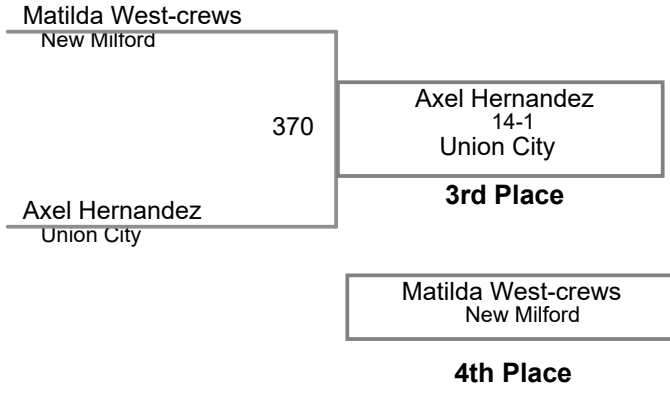 Matilda West-crews
New Milford
370
Axel Hernandez
14-1
Union City
3rd Place
Axel Hernandez
Union City
Matilda West-crews
New Milford
4th Place